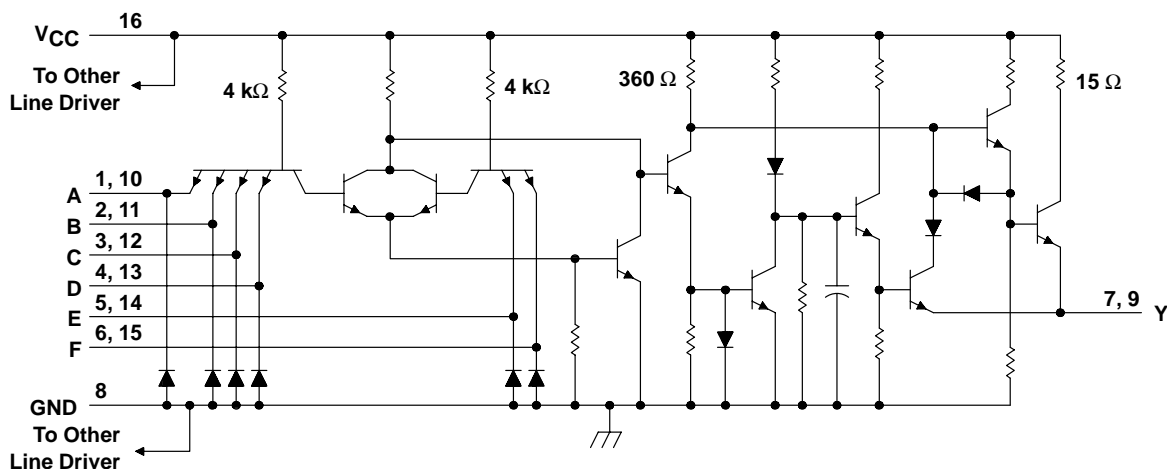 VCC 16
To Other
Line Driver
4 kΩ
4 kΩ
360 Ω
15 Ω
A 1, 10
B 2, 11
C 3, 12
D 4, 13
E 5, 14
F 6, 15
7, 9 Y
GND 8
To Other
Line Driver